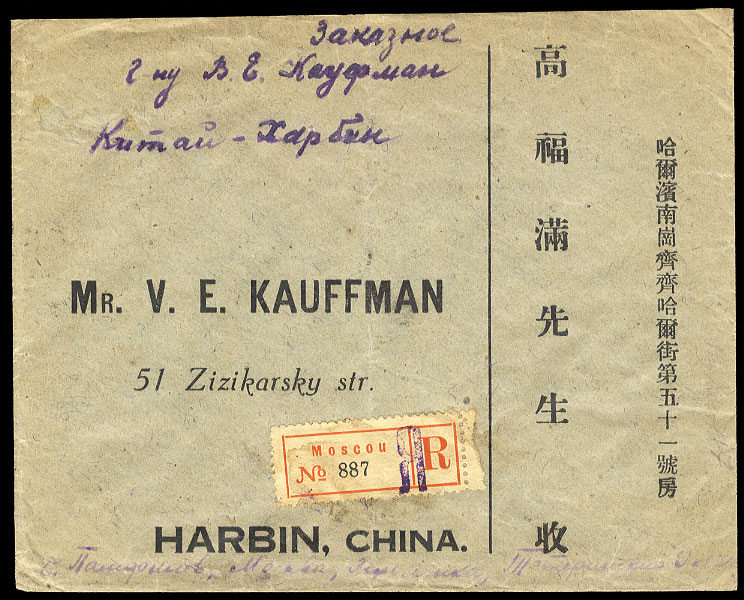 Заказное
Г-ну В. Е. Кауфман
Китай - Харбин
MR. V. E. KAUFFMAN
51 Zizikarsky str.
Moscou
№ 887
R
HARBIN, CHINA.
高福滿先生收
哈爾濱南崗齊齊哈爾街第五十一號房